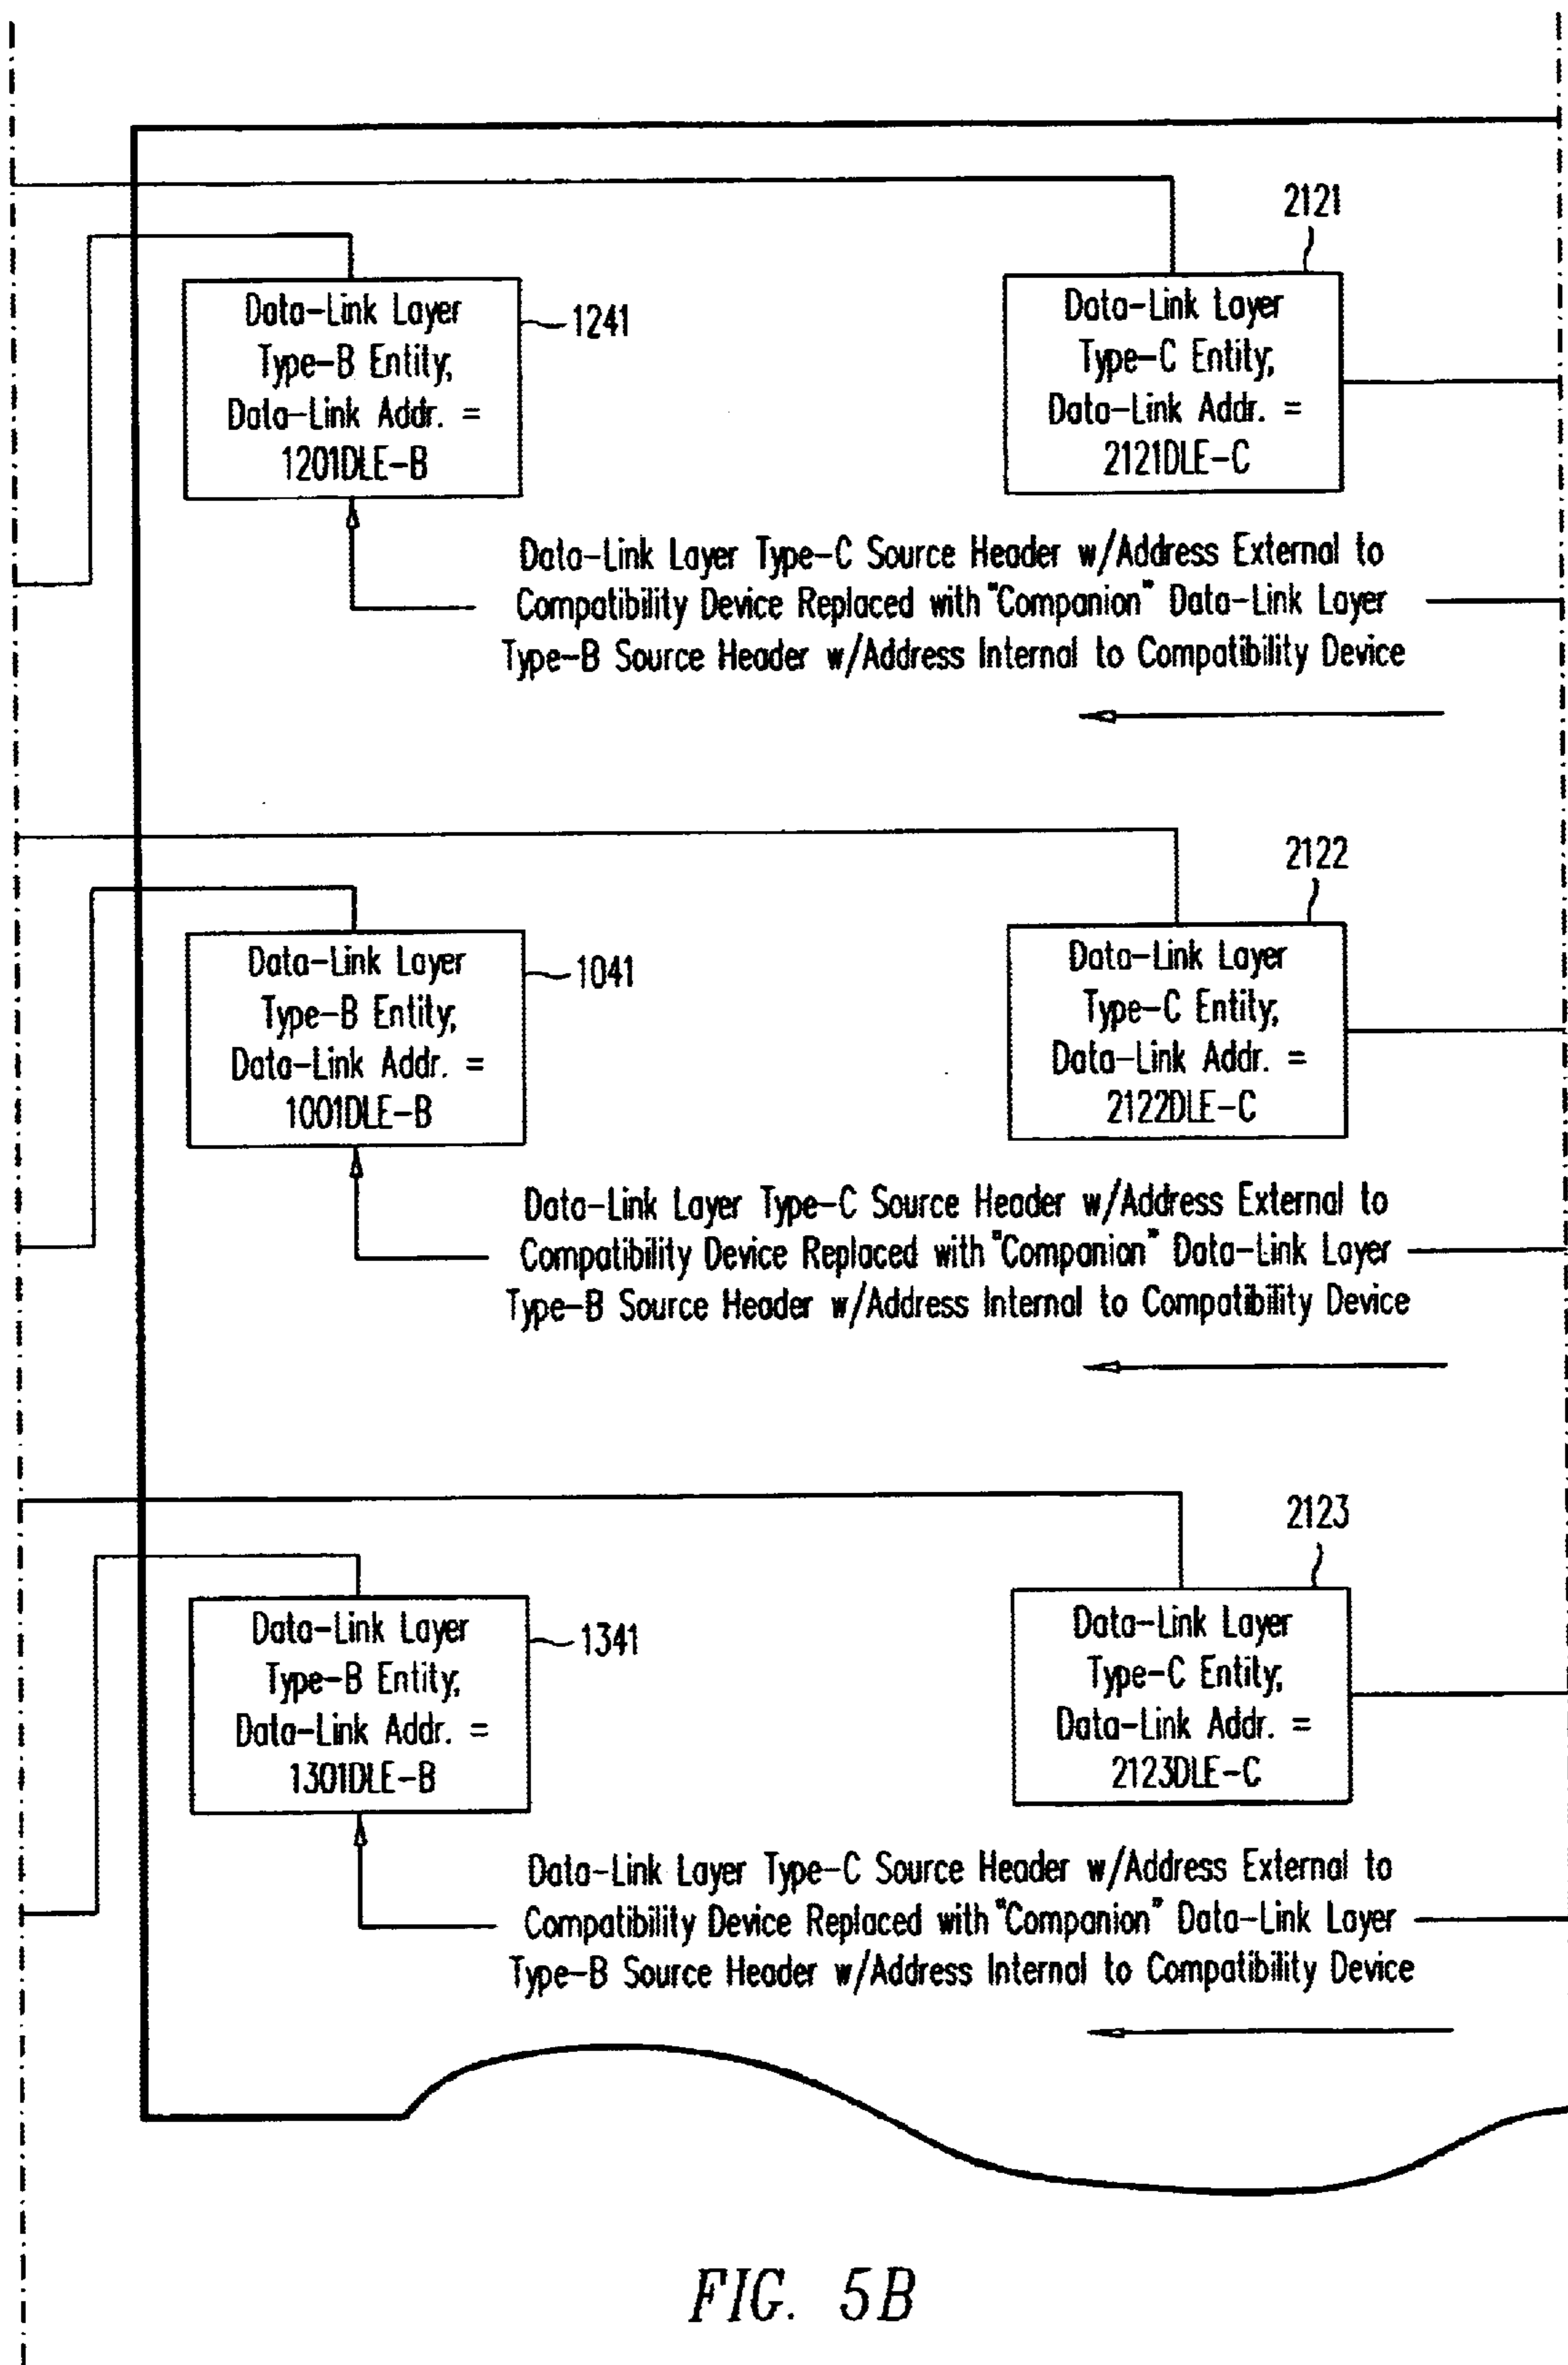 2121
Data-Link Layer
Type-B Entity,
Data-Link Addr. =
1201DLE-B
1241
Data-Link Layer
Type-C Entity,
Data-Link Addr. =
2121DLE-C
Data-Link Layer Type-C Source Header w/Address External to
Compatibility Device Replaced with "Companion" Data-Link Layer
Type-B Source Header w/Address Internal to Compatibility Device
2122
Data-Link Layer
Type-B Entity,
Data-Link Addr. =
1001DLE-B
1041
Data-Link Layer
Type-C Entity,
Data-Link Addr. =
2122DLE-C
Data-Link Layer Type-C Source Header w/Address External to
Compatibility Device Replaced with "Companion" Data-Link Layer
Type-B Source Header w/Address Internal to Compatibility Device
2123
Data-Link Layer
Type-B Entity,
Data-Link Addr. =
1301DLE-B
1341
Data-Link Layer
Type-C Entity,
Data-Link Addr. =
2123DLE-C
Data-Link Layer Type-C Source Header w/Address External to
Compatibility Device Replaced with "Companion" Data-Link Layer
Type-B Source Header w/Address Internal to Compatibility Device
FIG. 5B